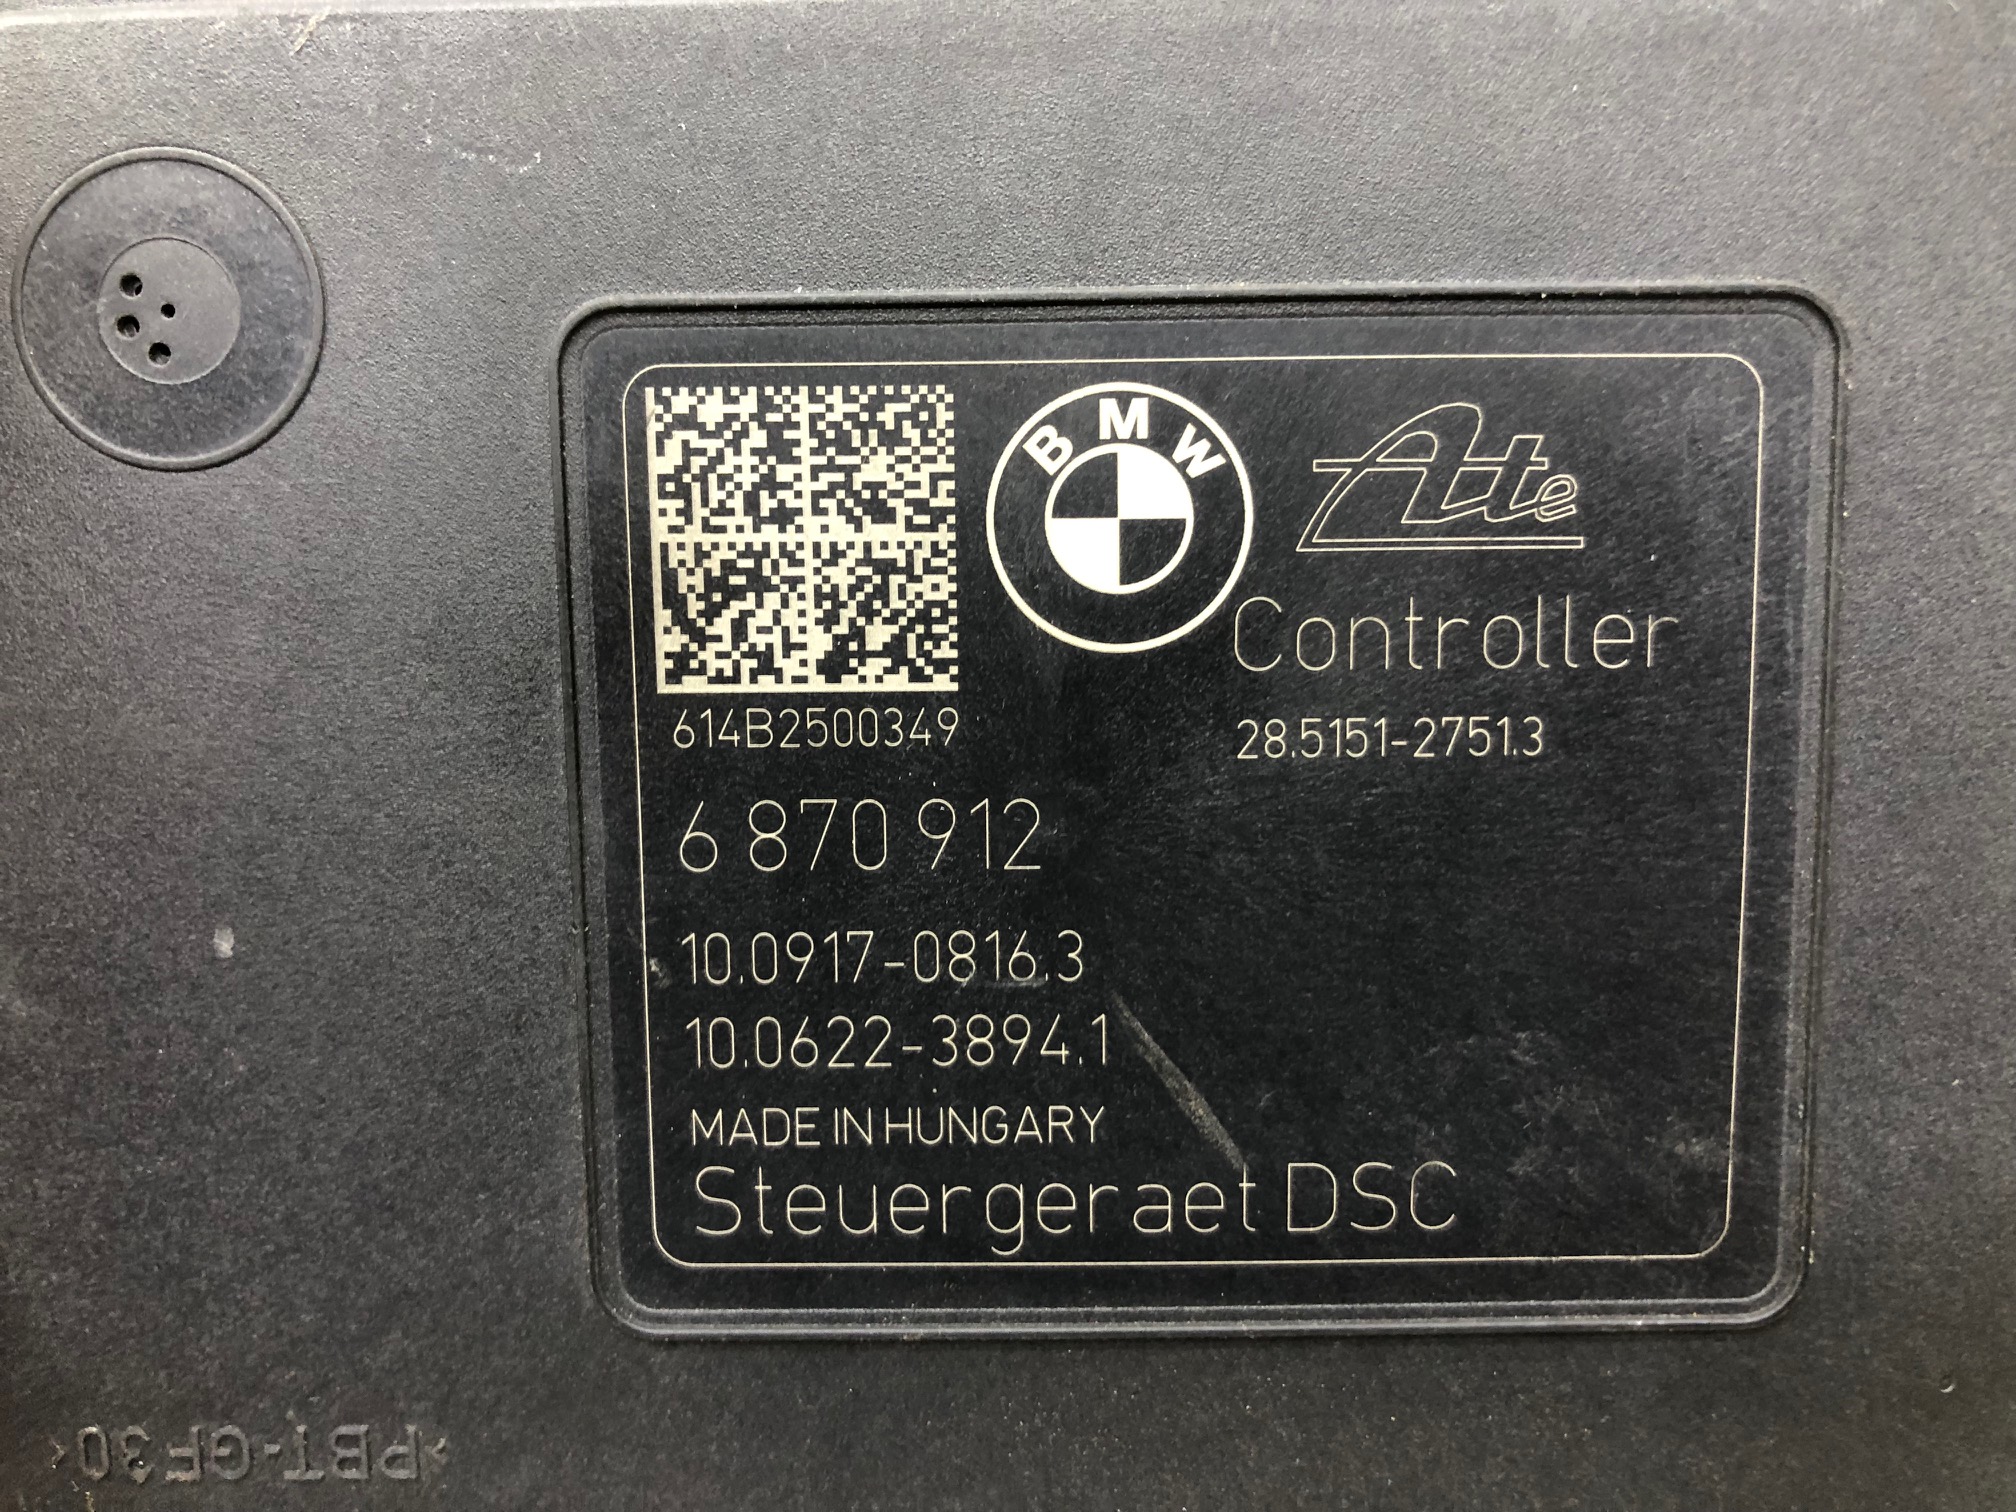 BMW
Ate
Controller
614B2500349
28.5151-2751.3
6 870 912
10.0917-0816.3
10.0622-3894.1
MADE IN HUNGARY
Steuergeraet DSC
>PBT-GF30<